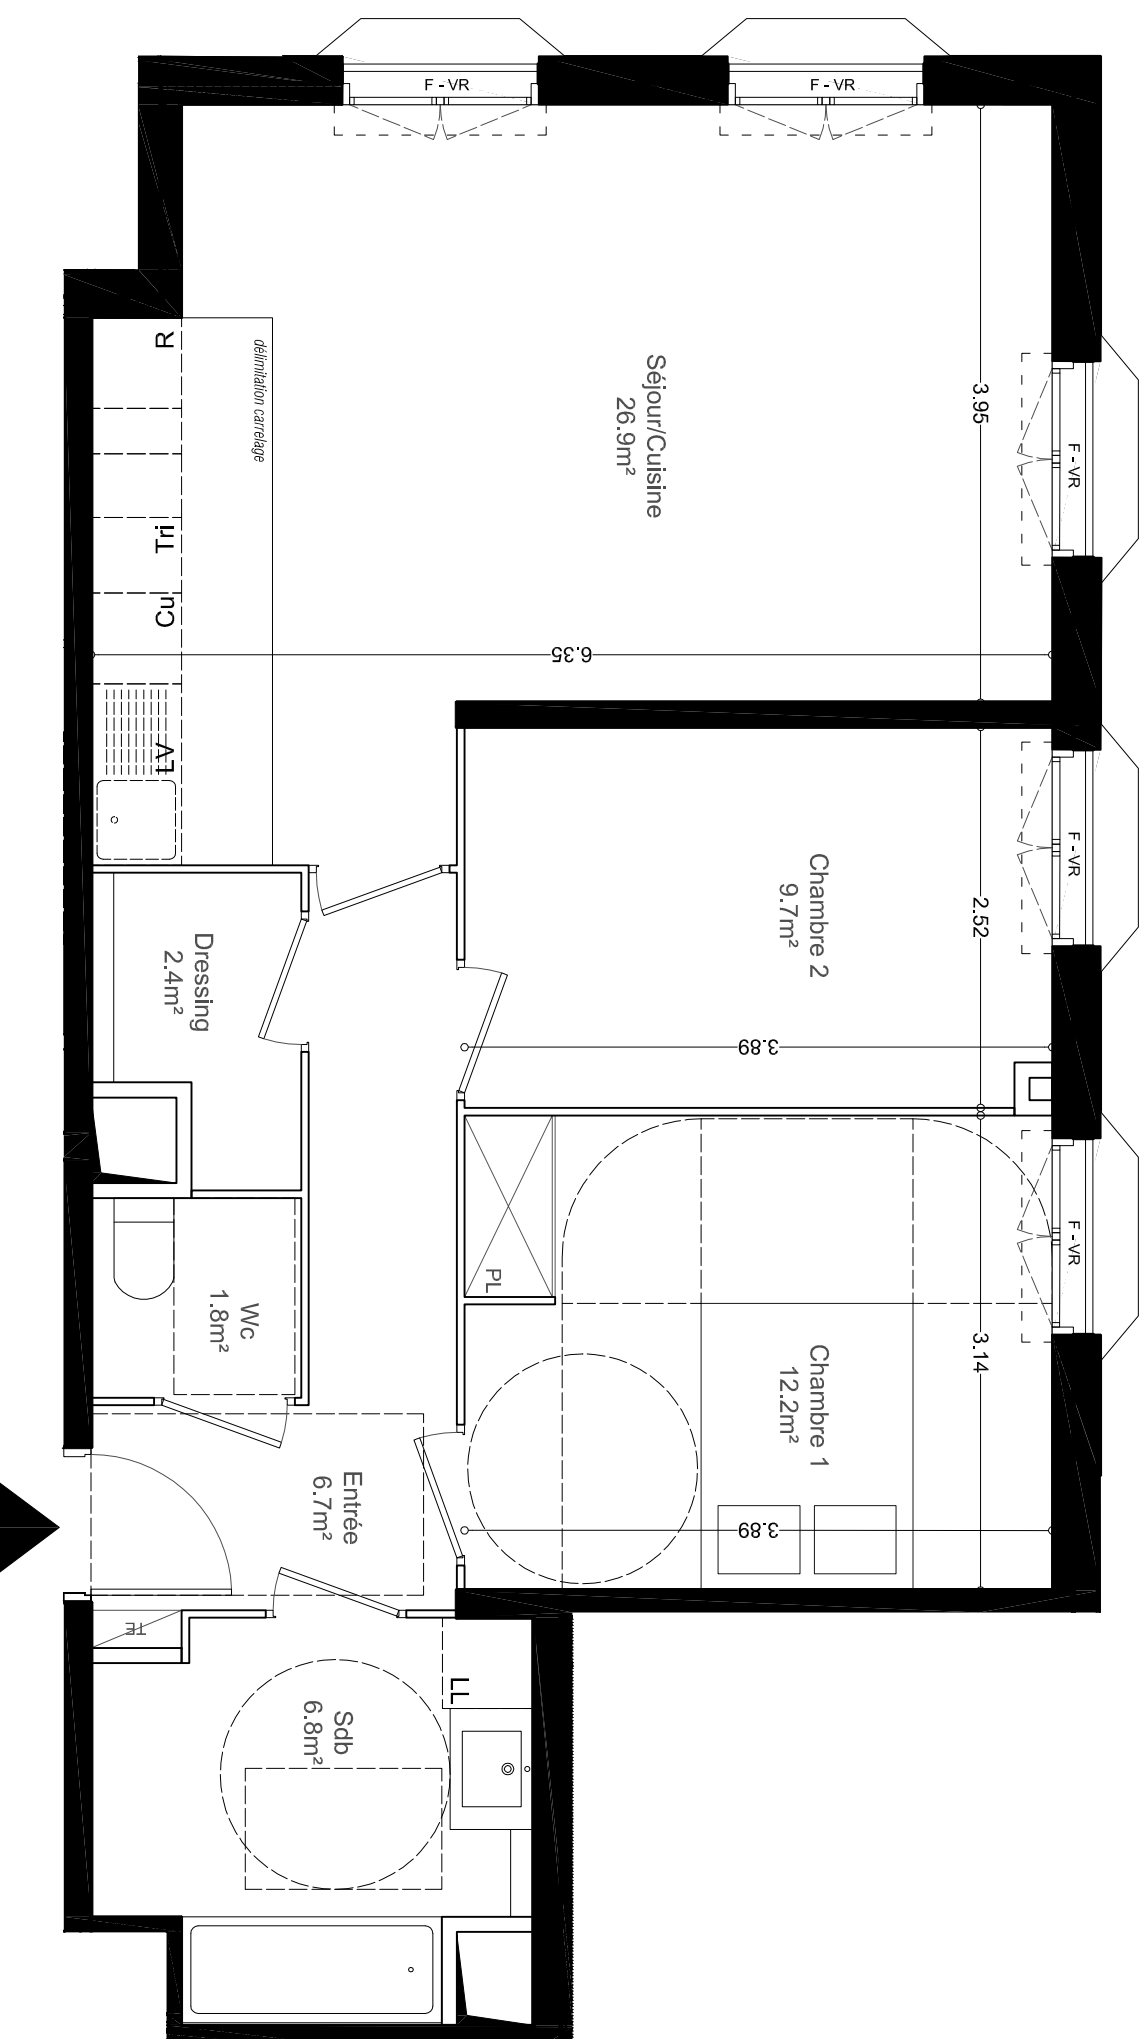 F - VR
F - VR
F - VR
F - VR
F - VR
Séjour/Cuisine
26.9m²
3.95
6.35
délimitation carrelage
R
Tri
Cu
LV
Chambre 2
9.7m²
2.52
3.89
Dressing
2.4m²
PL
Chambre 1
12.2m²
3.14
3.89
Wc
1.8m²
Entrée
6.7m²
TE
LL
Sdb
6.8m²